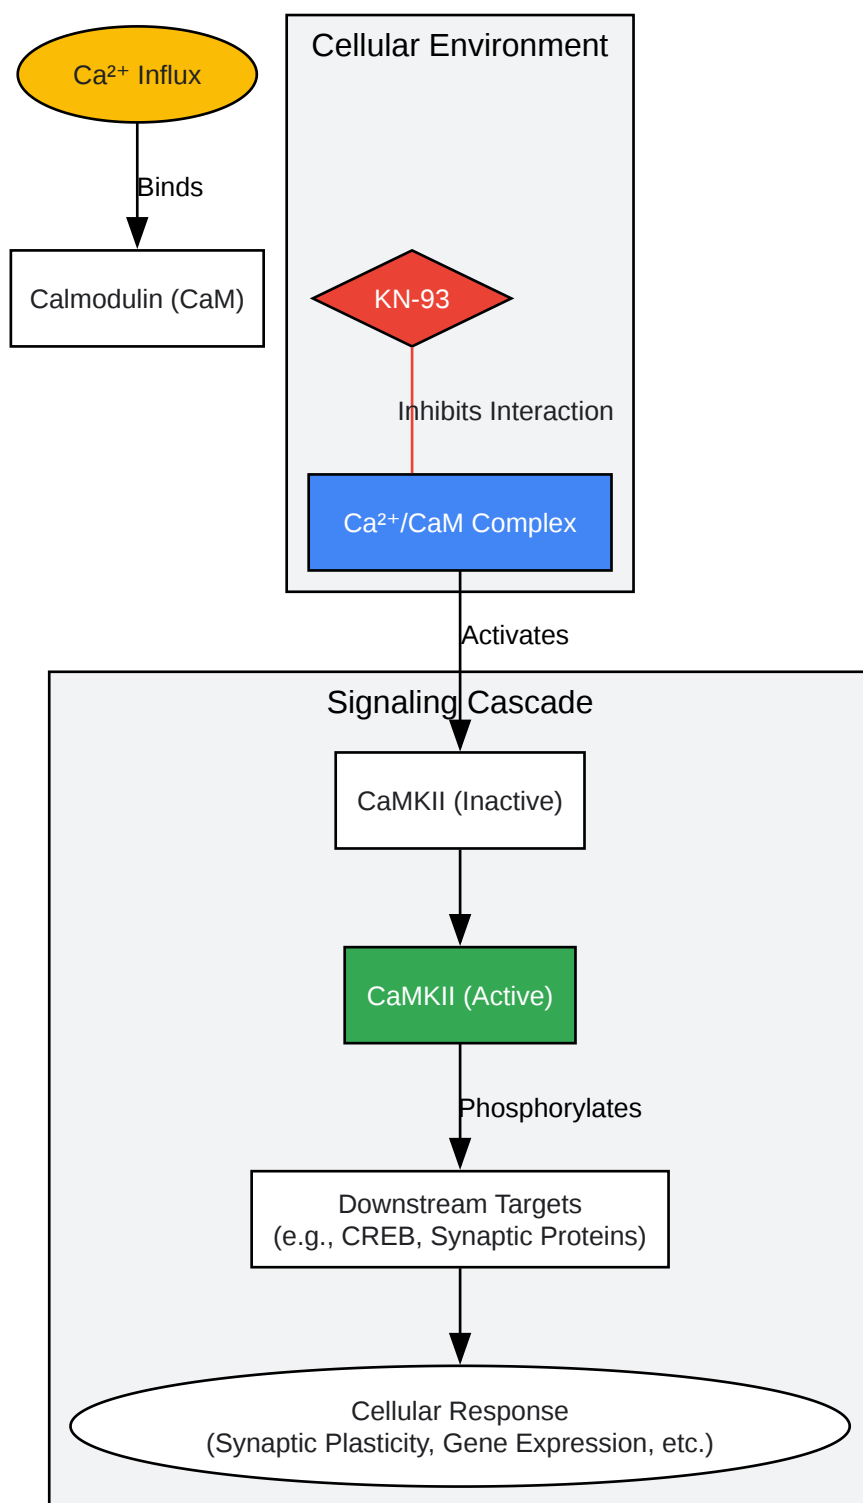 Cellular Environment
Ca²⁺ Influx
Binds
Calmodulin (CaM)
KN-93
Inhibits Interaction
Ca²⁺/CaM Complex
Activates
Signaling Cascade
CaMKII (Inactive)
CaMKII (Active)
Phosphorylates
Downstream Targets
(e.g., CREB, Synaptic Proteins)
Cellular Response
(Synaptic Plasticity, Gene Expression, etc.)